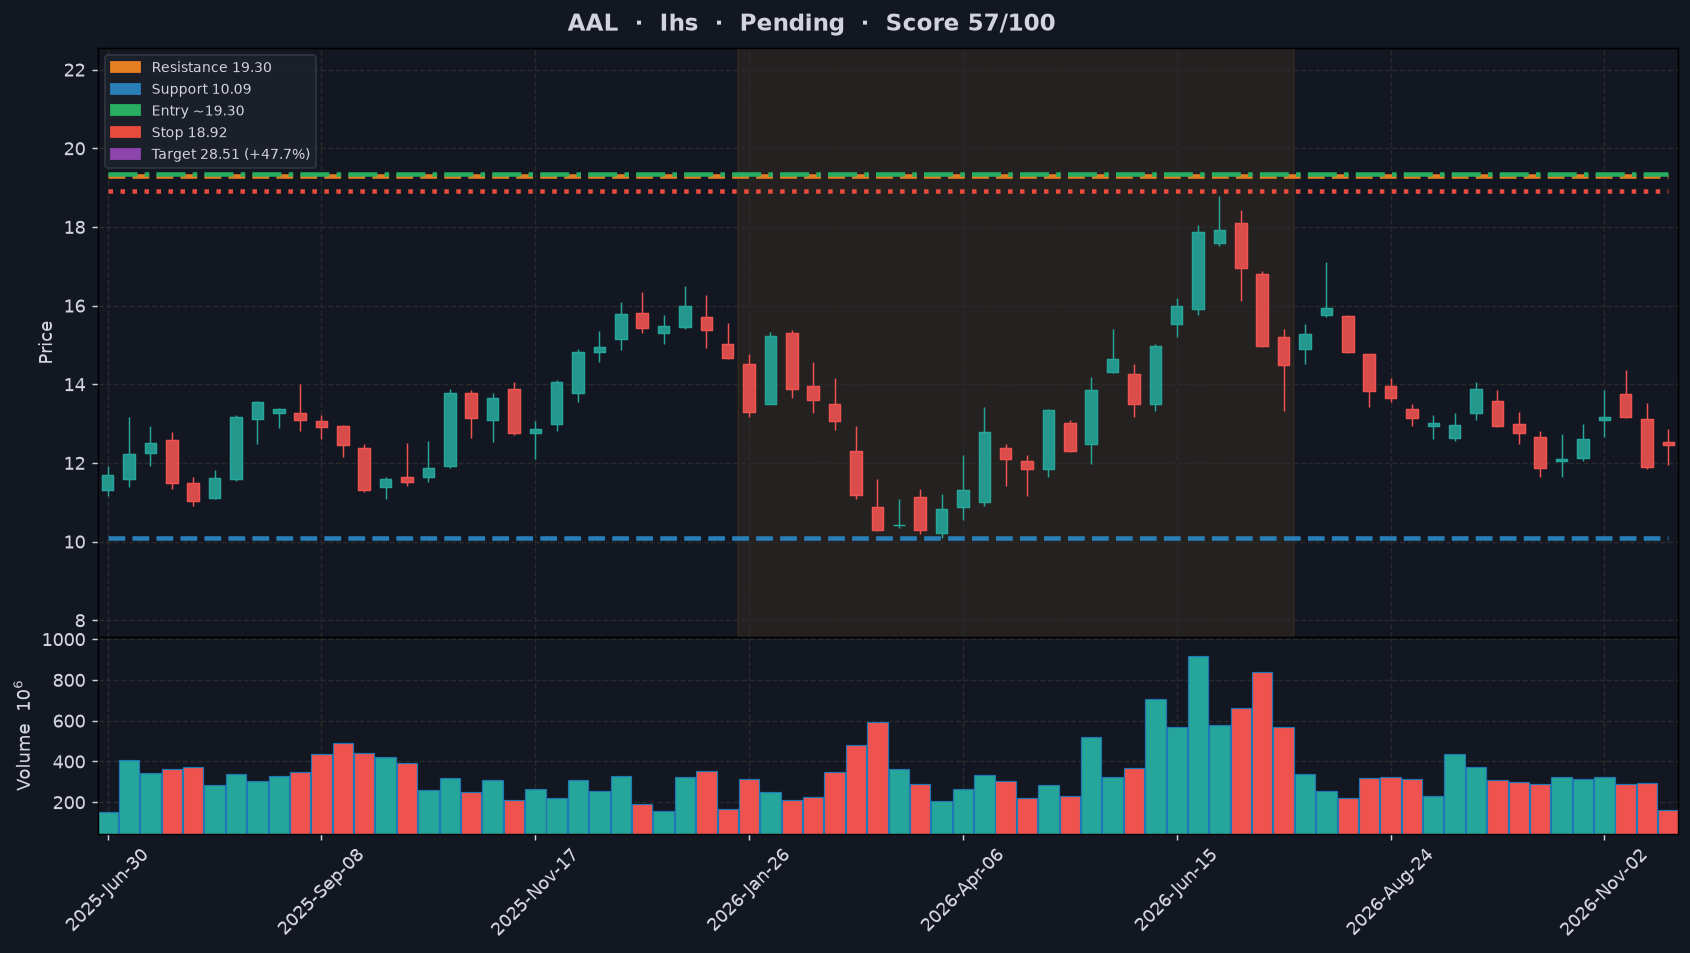 AAL · Ihs · Pending · Score 57/100
Resistance 19.30
Support 10.09
Entry ~19.30
Stop 18.92
Target 28.51 (+47.7%)
Price
22
20
18
16
14
12
10
8
Volume 10⁶
1000
800
600
400
200
2025-Jun-30
2025-Sep-08
2025-Nov-17
2026-Jan-26
2026-Apr-06
2026-Jun-15
2026-Aug-24
2026-Nov-02